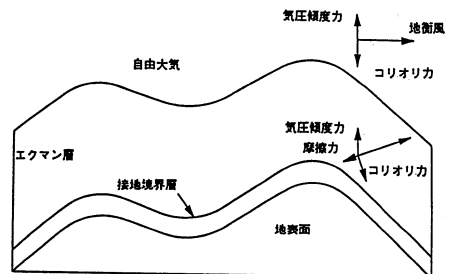 気圧傾度力
地衡風
自由大気
コリオリカ
気圧傾度力
摩擦力
エクマン層
コリオリカ
接地境界層
地表面